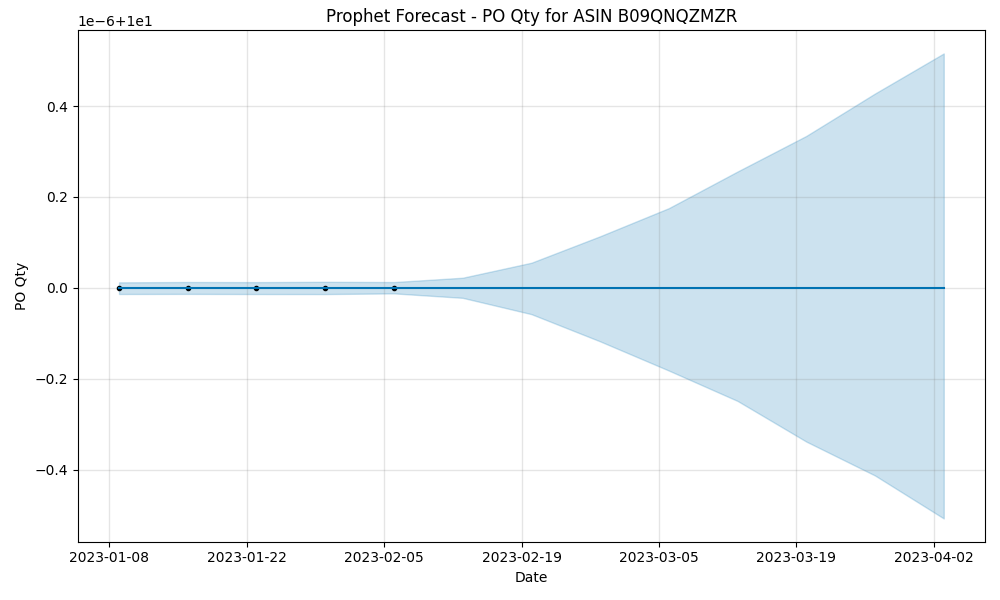 Prophet Forecast - PO Qty for ASIN B09QNQZMZR
1e−6+1e1
0.4
0.2
0.0
−0.2
−0.4
PO Qty
2023-01-08 2023-01-22 2023-02-05 2023-02-19 2023-03-05 2023-03-19 2023-04-02
Date